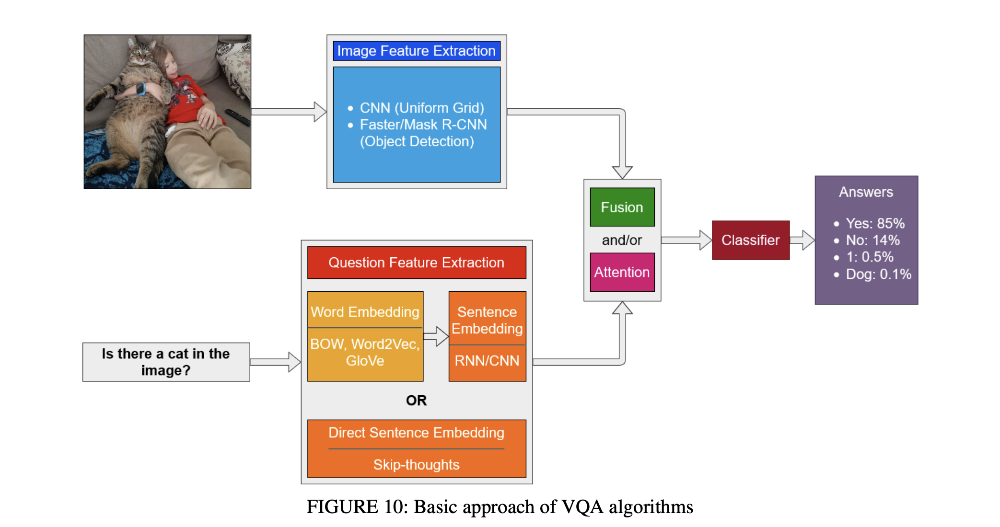 Image Feature Extraction
• CNN (Uniform Grid)
• Faster/Mask R-CNN
(Object Detection)
Is there a cat in the
image?
Question Feature Extraction
Word Embedding
BOW, Word2Vec,
GloVe
Sentence
Embedding
RNN/CNN
OR
Direct Sentence Embedding
Skip-thoughts
Fusion
and/or
Attention
Classifier
Answers
• Yes: 85%
• No: 14%
• 1: 0.5%
• Dog: 0.1%
FIGURE 10: Basic approach of VQA algorithms